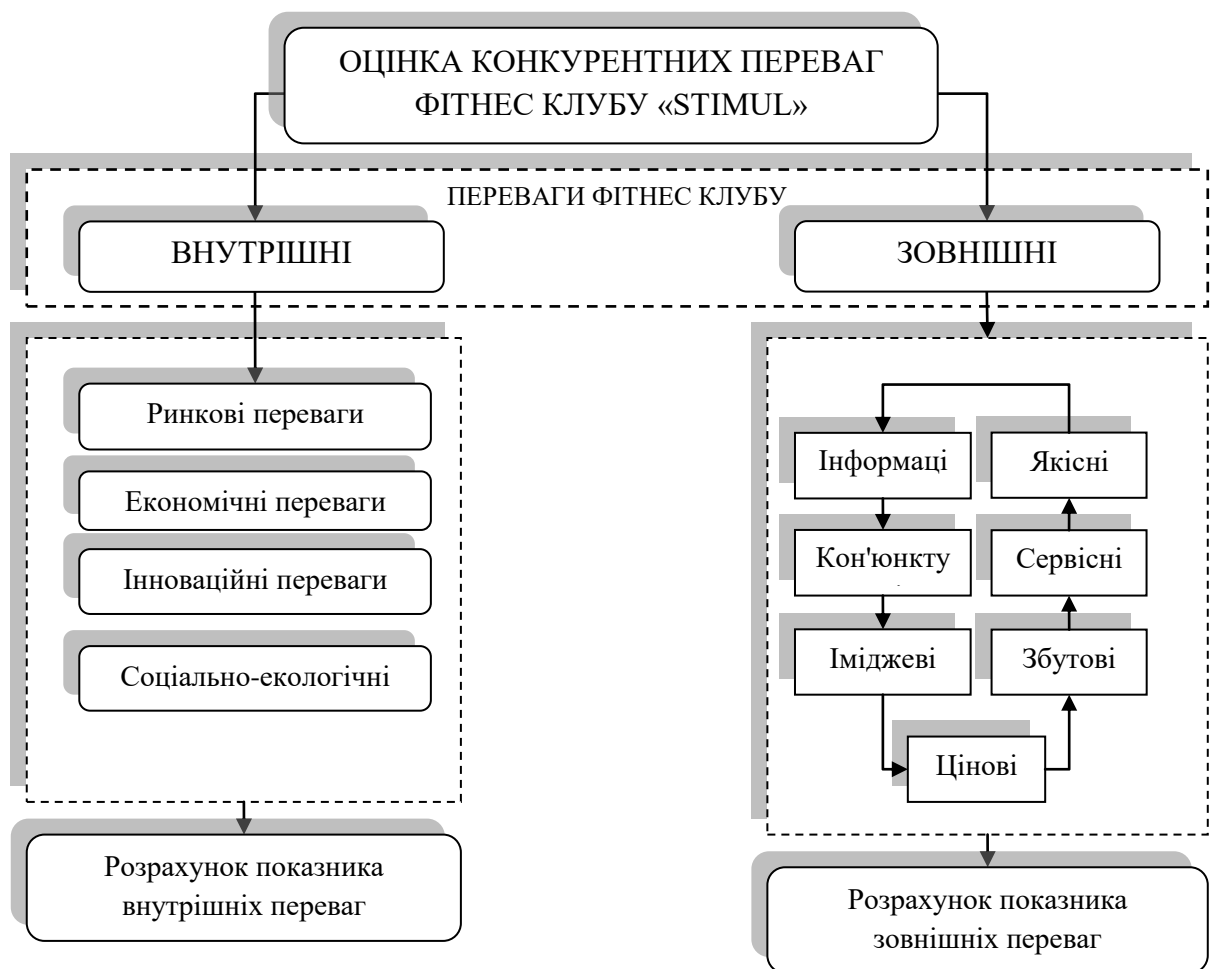 ОЦІНКА КОНКУРЕНТНИХ ПЕРЕВАГ
ФІТНЕС КЛУБУ «STIMUL»
ПЕРЕВАГИ ФІТНЕС КЛУБУ
ВНУТРІШНІ
ЗОВНІШНІ
Ринкові переваги
Економічні переваги
Інноваційні переваги
Соціально-екологічні
Інформаці
Якісні
Кон'юнкту
Сервісні
Іміджеві
Збутові
Цінові
Розрахунок показника
внутрішніх переваг
Розрахунок показника
зовнішніх переваг